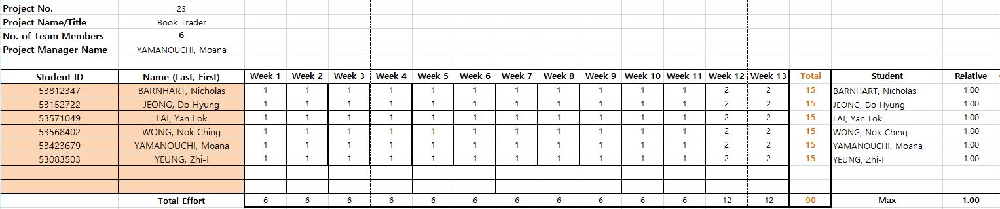 Project No. 23
Project Name/Title Book Trader
No. of Team Members 6
Project Manager Name YAMANOUCHI, Moana
Student ID Name (Last, First) Week 1 Week 2 Week 3 Week 4 Week 5 Week 6 Week 7 Week 8 Week 9 Week 10 Week 11 Week 12 Week 13 Total Student Relative
53812347 BARNHART, Nicholas 1 1 1 1 1 1 1 1 1 1 1 2 2 15 BARNHART, Nicholas 1.00
53152722 JEONG, Do Hyung 1 1 1 1 1 1 1 1 1 1 1 2 2 15 JEONG, Do Hyung 1.00
53571049 LAI, Yan Lok 1 1 1 1 1 1 1 1 1 1 1 2 2 15 LAI, Yan Lok 1.00
53568402 WONG, Nok Ching 1 1 1 1 1 1 1 1 1 1 1 2 2 15 WONG, Nok Ching 1.00
53423679 YAMANOUCHI, Moana 1 1 1 1 1 1 1 1 1 1 1 2 2 15 YAMANOUCHI, Moana 1.00
53083503 YEUNG, Zhi-I 1 1 1 1 1 1 1 1 1 1 1 2 2 15 YEUNG, Zhi-I 1.00
Total Effort 6 6 6 6 6 6 6 6 6 6 6 12 12 90 Max 1.00